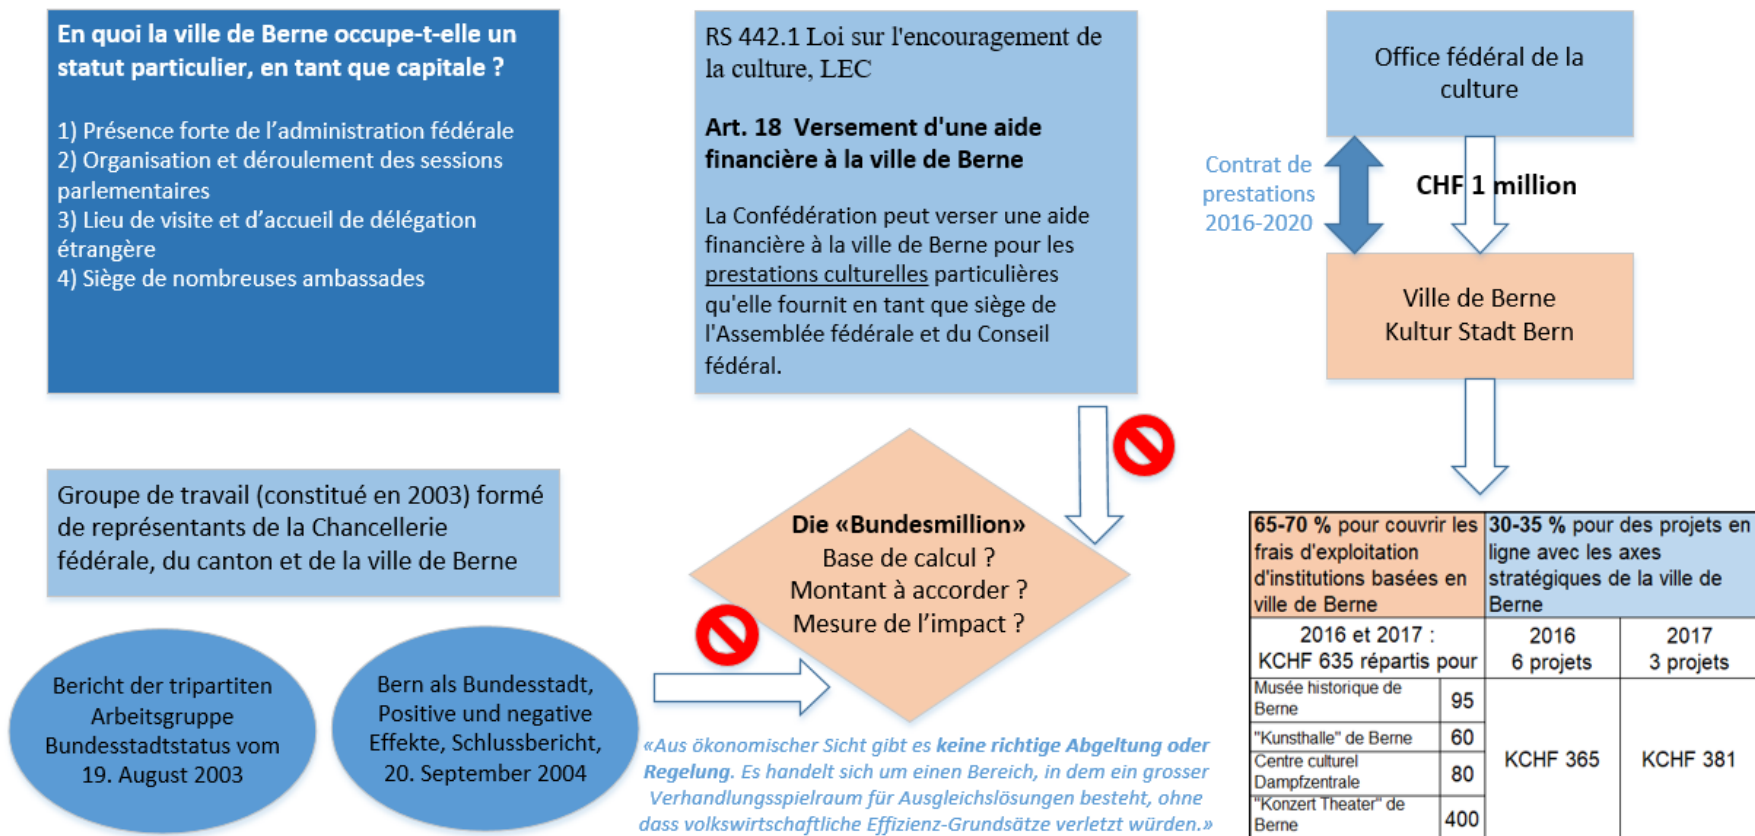 En quoi la ville de Berne occupe-t-elle un
statut particulier, en tant que capitale ?
1) Présence forte de l'administration fédérale
2) Organisation et déroulement des sessions
parlementaires
3) Lieu de visite et d'accueil de délégation
étrangère
4) Siège de nombreuses ambassades
Groupe de travail (constitué en 2003) formé
de représentants de la Chancellerie
fédérale, du canton et de la ville de Berne
Bericht der tripartiten
Arbeitsgruppe
Bundesstadtstatus vom
19. August 2003
Bern als Bundesstadt,
Positive und negative
Effekte, Schlussbericht,
20. September 2004
RS 442.1 Loi sur l'encouragement de
la culture, LEC
Art. 18 Versement d'une aide
financière à la ville de Berne
La Confédération peut verser une aide
financière à la ville de Berne pour les
prestations culturelles particulières
qu'elle fournit en tant que siège de
l'Assemblée fédérale et du Conseil
fédéral.
Die «Bundesmillion»
Base de calcul ?
Montant à accorder ?
Mesure de l'impact ?
«Aus ökonomischer Sicht gibt es keine richtige Abgeltung oder
Regelung. Es handelt sich um einen Bereich, in dem ein grosser
Verhandlungsspielraum für Ausgleichslösungen besteht, ohne
dass volkswirtschaftliche Effizienz-Grundsätze verletzt würden.»
Office fédéral de la
culture
Contrat de
prestations
2016-2020
CHF 1 million
Ville de Berne
Kultur Stadt Bern
65-70 % pour couvrir les
frais d'exploitation
d'institutions basées en
ville de Berne
30-35 % pour des projets en
ligne avec les axes
stratégiques de la ville de
Berne
2016 et 2017 :
KCHF 635 répartis pour
2016
6 projets
2017
3 projets
Musée historique de
Berne
95
"Kunsthalle" de Berne
60
Centre culturel
Dampfzentrale
80
"Konzert Theater" de
Berne
400
KCHF 365
KCHF 381